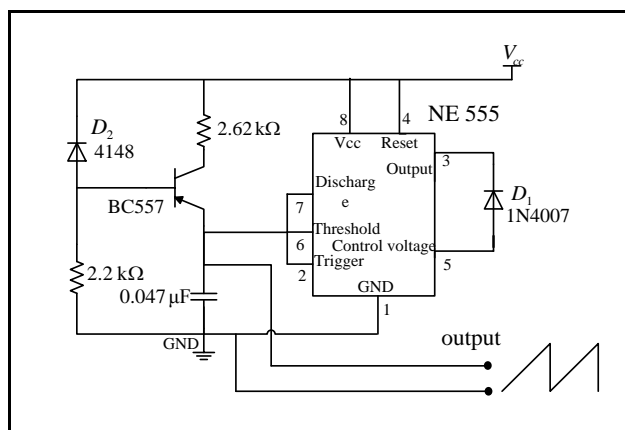 Vcc
NE 555
8
4
Vcc
Reset
2.62 kΩ
D2
4148
Output
3
D1
1N4007
Discharg
e
7
BC557
Threshold
6
Control voltage
5
Trigger
2
2.2 kΩ
0.047 µF
GND
1
GND
output